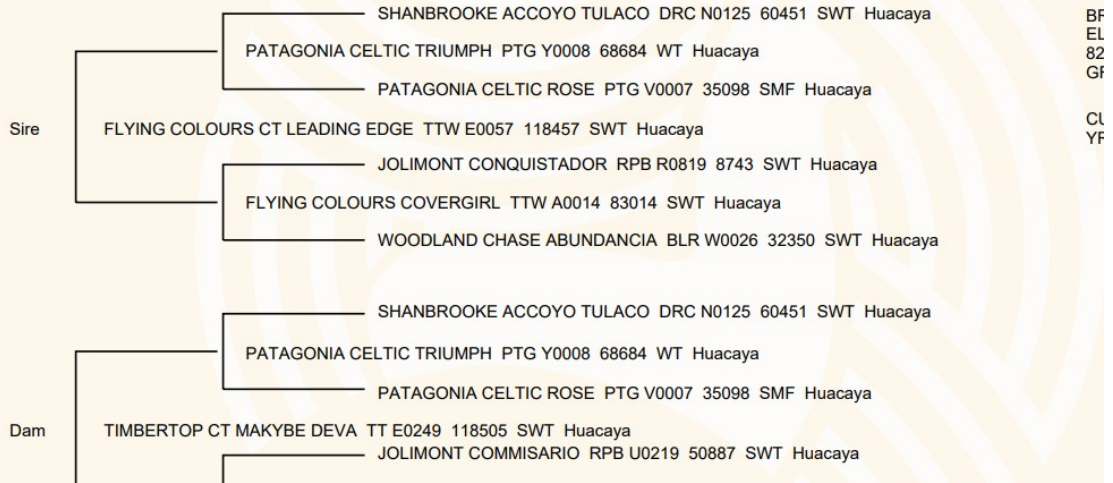 SHANBROOKE ACCOYO TULACO DRC N0125 60451 SWT Huacaya
PATAGONIA CELTIC TRIUMPH PTG Y0008 68684 WT Huacaya
PATAGONIA CELTIC ROSE PTG V0007 35098 SMF Huacaya
Sire
FLYING COLOURS CT LEADING EDGE TTW E0057 118457 SWT Huacaya
JOLIMONT CONQUISTADOR RPB R0819 8743 SWT Huacaya
FLYING COLOURS COVERGIRL TTW A0014 83014 SWT Huacaya
WOODLAND CHASE ABUNDANCIA BLR W0026 32350 SWT Huacaya
SHANBROOKE ACCOYO TULACO DRC N0125 60451 SWT Huacaya
PATAGONIA CELTIC TRIUMPH PTG Y0008 68684 WT Huacaya
PATAGONIA CELTIC ROSE PTG V0007 35098 SMF Huacaya
Dam
TIMBERTOP CT MAKYBE DEVA TT E0249 118505 SWT Huacaya
JOLIMONT COMMISARIO RPB U0219 50887 SWT Huacaya